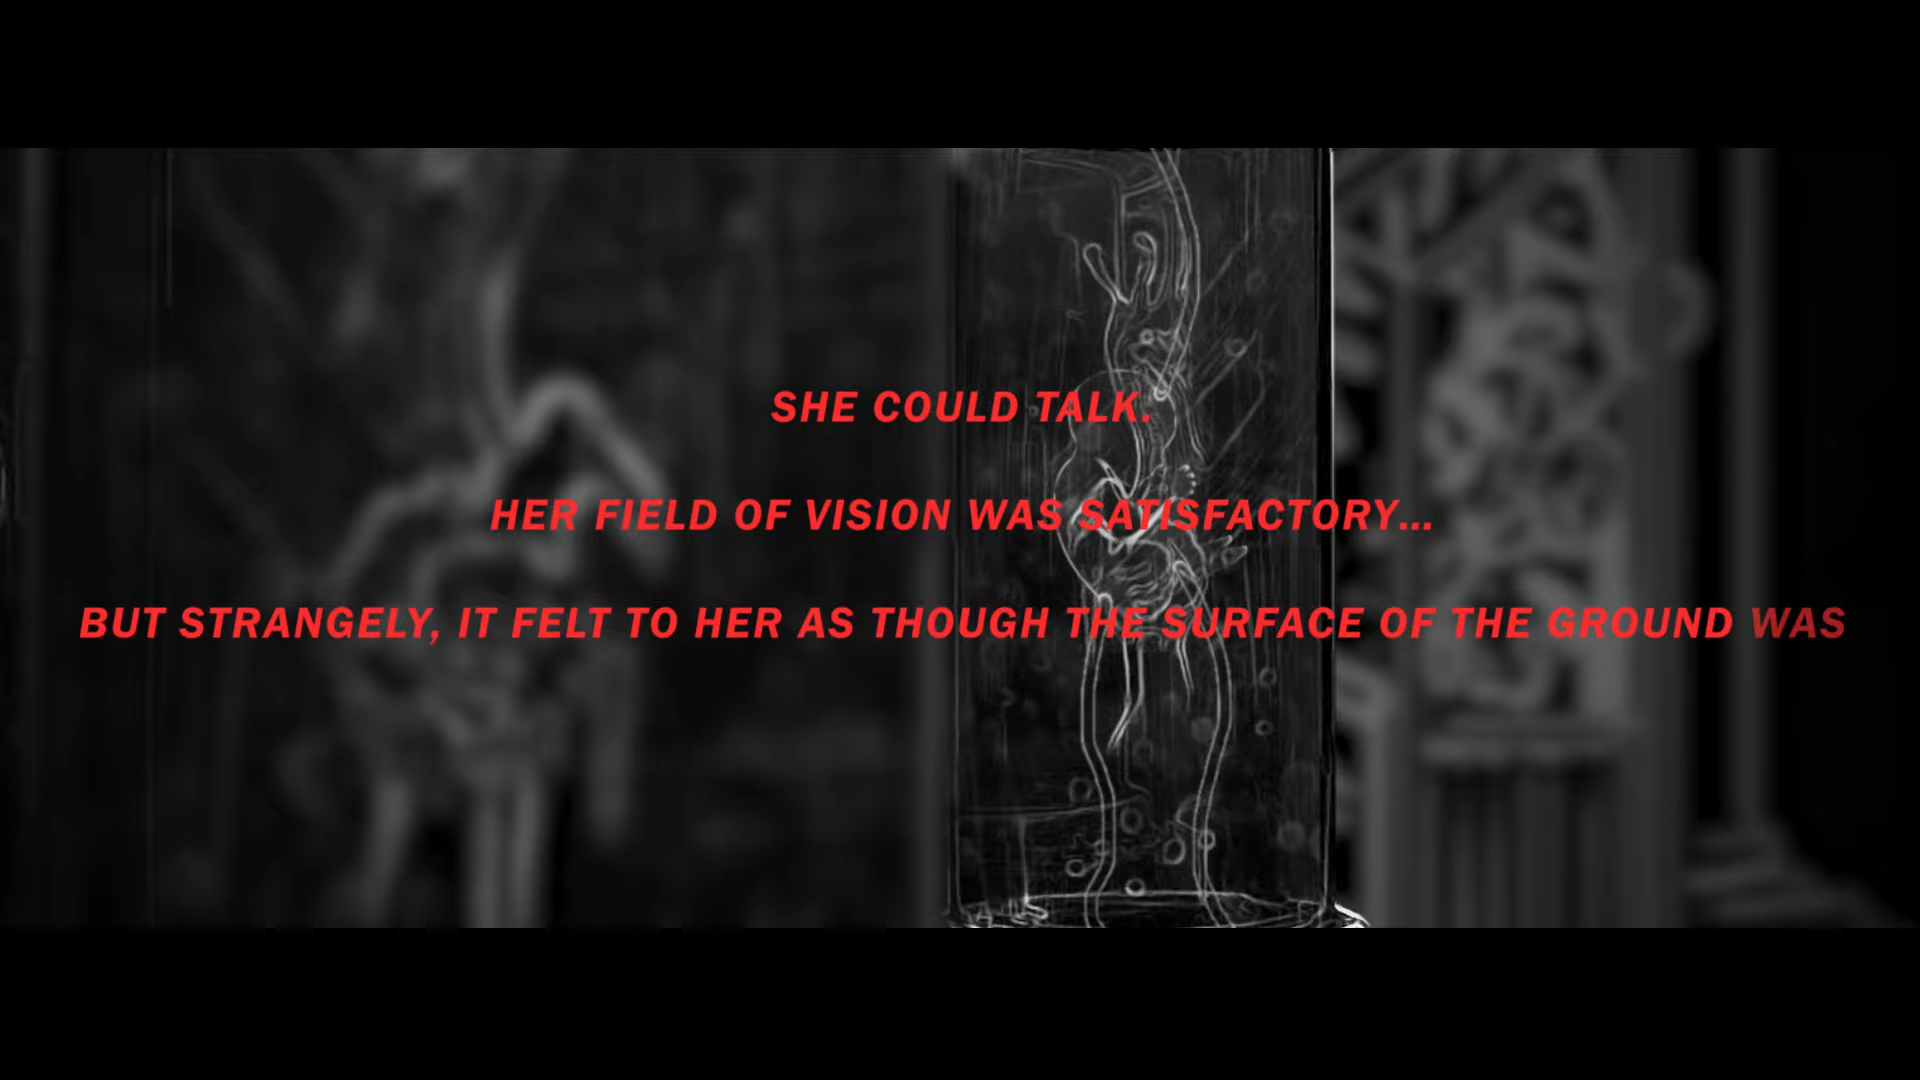 SHE COULD TALK.
HER FIELD OF VISION WAS SATISFACTORY...
BUT STRANGELY, IT FELT TO HER AS THOUGH THE SURFACE OF THE GROUND WAS